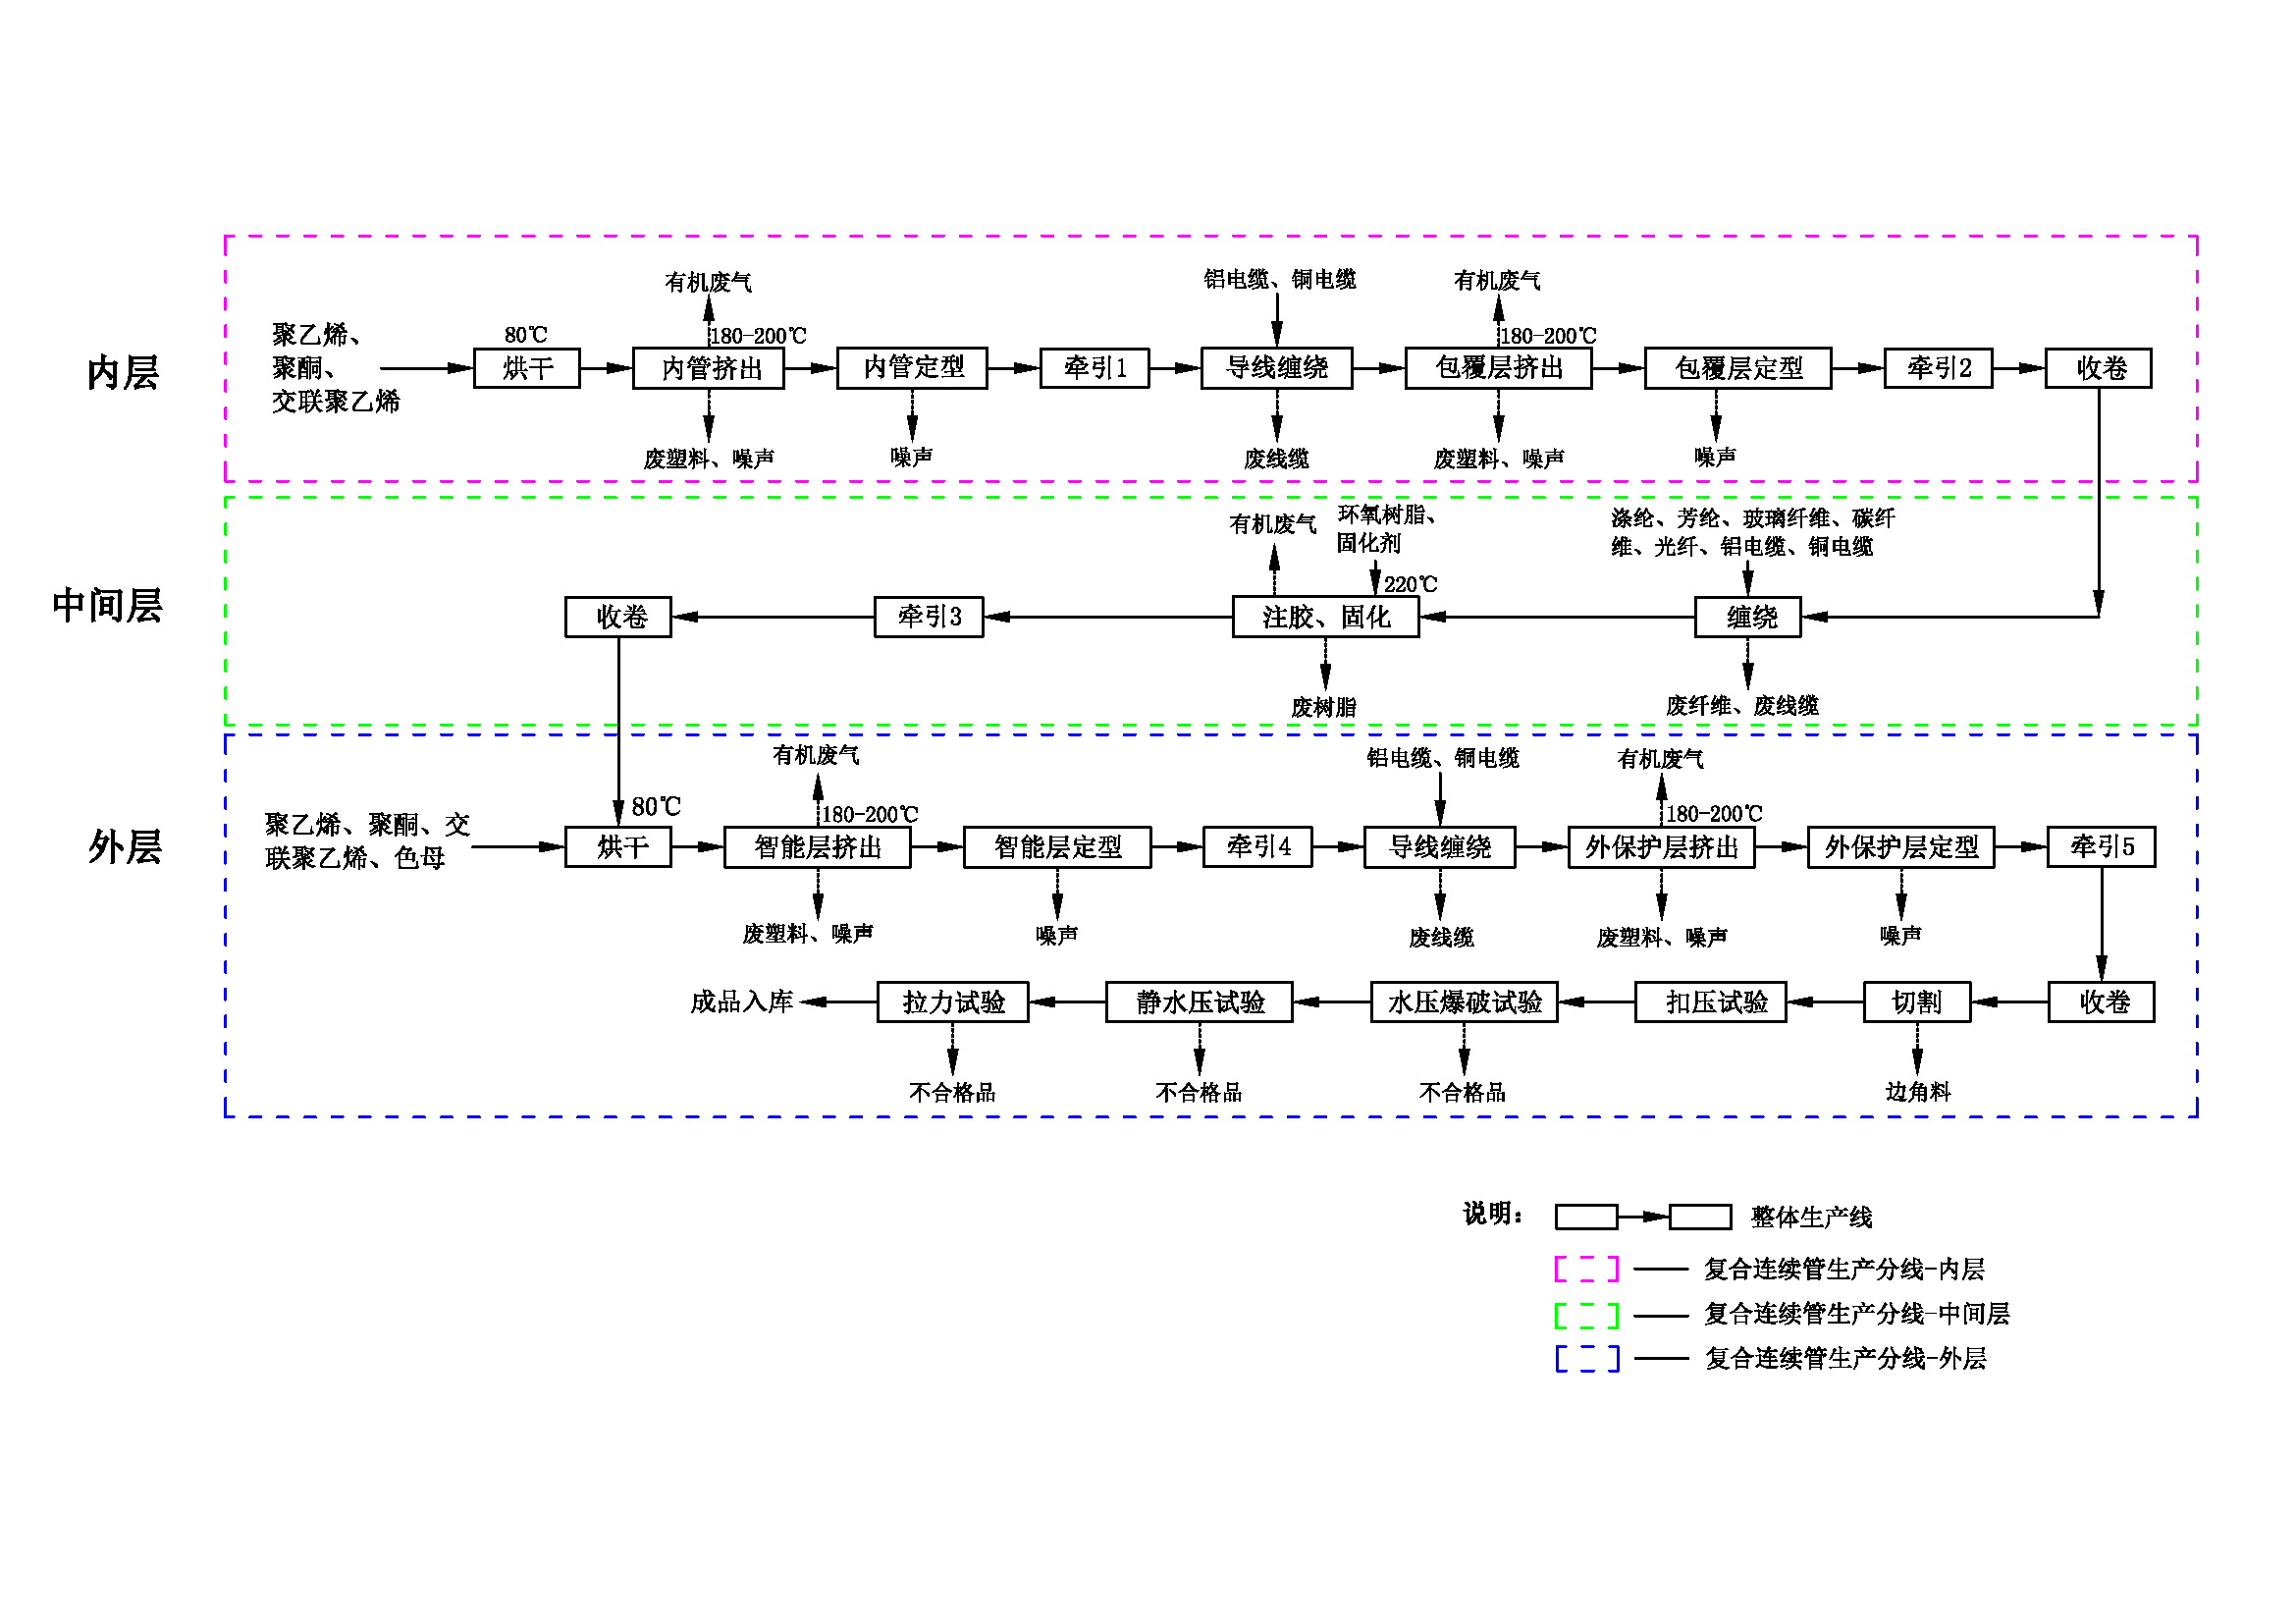 有机废气
铝电缆、铜电缆
有机废气
聚乙烯、
聚酮、
交联聚乙烯
80℃
180-200℃
180-200℃
内层
烘干
内管挤出
内管定型
牵引1
导线缠绕
包覆层挤出
包覆层定型
牵引2
收卷
废塑料、噪声
噪声
废线缆
废塑料、噪声
噪声
有机废气
环氧树脂、
固化剂
涤纶、芳纶、玻璃纤维、碳纤
维、光纤、铝电缆、铜电缆
220℃
中间层
收卷
牵引3
注胶、固化
缠绕
废树脂
废纤维、废线缆
有机废气
铝电缆、铜电缆
有机废气
80℃
180-200℃
180-200℃
聚乙烯、聚酮、交
联聚乙烯、色母
外层
烘干
智能层挤出
智能层定型
牵引4
导线缠绕
外保护层挤出
外保护层定型
牵引5
废塑料、噪声
噪声
废线缆
废塑料、噪声
噪声
成品入库
拉力试验
静水压试验
水压爆破试验
扣压试验
切割
收卷
不合格品
不合格品
不合格品
边角料
说明：
整体生产线
复合连续管生产分线-内层
复合连续管生产分线-中间层
复合连续管生产分线-外层